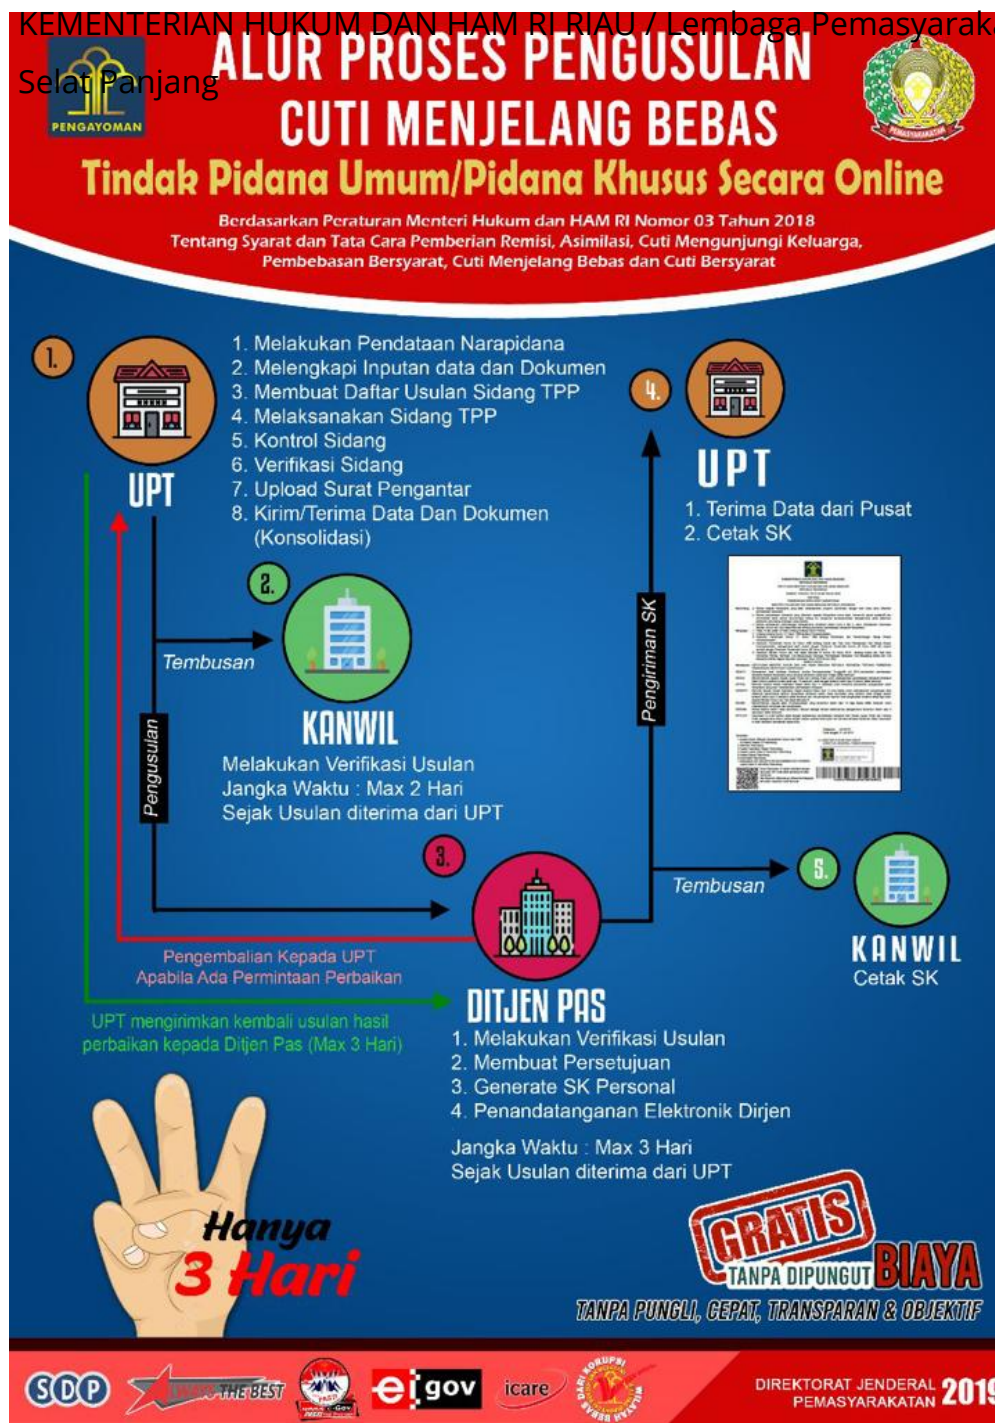 KEMENTERIAN HUKUM DAN HAM RI RIAU / Lembaga Pemasyaraka
Selat Panjang
PENGAYOMAN
PEMASYARAKATAN
ALUR PROSES PENGUSULAN
CUTI MENJELANG BEBAS
Tindak Pidana Umum/Pidana Khusus Secara Online
Berdasarkan Peraturan Menteri Hukum dan HAM RI Nomor 03 Tahun 2018
Tentang Syarat dan Tata Cara Pemberian Remisi, Asimilasi, Cuti Mengunjungi Keluarga,
Pembebasan Bersyarat, Cuti Menjelang Bebas dan Cuti Bersyarat
1.
UPT
1. Melakukan Pendataan Narapidana
2. Melengkapi Inputan data dan Dokumen
3. Membuat Daftar Usulan Sidang TPP
4. Melaksanakan Sidang TPP
5. Kontrol Sidang
6. Verifikasi Sidang
7. Upload Surat Pengantar
8. Kirim/Terima Data Dan Dokumen
(Konsolidasi)
4.
UPT
1. Terima Data dari Pusat
2. Cetak SK
2.
Tembusan
KANWIL
Melakukan Verifikasi Usulan
Jangka Waktu : Max 2 Hari
Sejak Usulan diterima dari UPT
Pengusulan
Pengiriman SK
3.
Tembusan
5.
KANWIL
Cetak SK
Pengembalian Kepada UPT
Apabila Ada Permintaan Perbaikan
UPT mengirimkan kembali usulan hasil
perbaikan kepada Ditjen Pas (Max 3 Hari)
DITJEN PAS
1. Melakukan Verifikasi Usulan
2. Membuat Persetujuan
3. Generate SK Personal
4. Penandatanganan Elektronik Dirjen
Jangka Waktu : Max 3 Hari
Sejak Usulan diterima dari UPT
Hanya
3 Hari
GRATIS
TANPA DIPUNGUT BIAYA
TANPA PUNGLI, CEPAT, TRANSPARAN & OBJEKTIF
SDP
ALWAYS THE BEST
e-gov
icare
WILAYAH BEBAS DARI KORUPSI
DIREKTORAT JENDERAL
PEMASYARAKATAN
2019